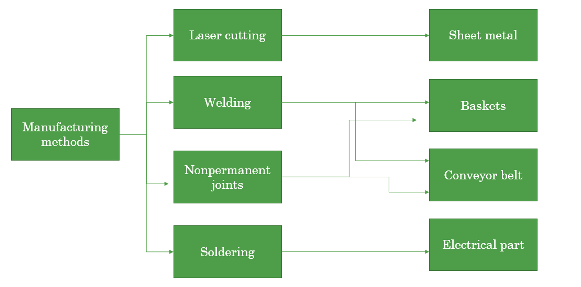 Laser cutting
Sheet metal
Welding
Baskets
Manufacturing
methods
Nonpermanent
joints
Conveyor belt
Soldering
Electrical part